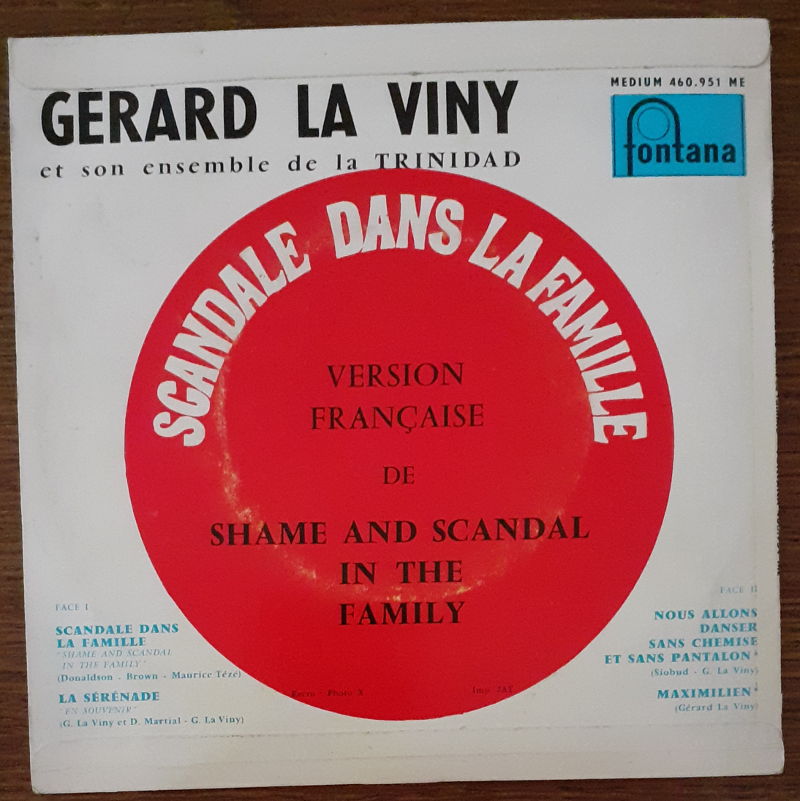 GERARD LA VINY
et son ensemble de la TRINIDAD
MEDIUM 460.951 ME
fontana
SCANDALE DANS LA FAMILLE
VERSION
FRANÇAISE
DE
SHAME AND SCANDAL
IN THE
FAMILY
FACE I
SCANDALE DANS
LA FAMILLE
"SHAME AND SCANDAL
IN THE FAMILY"
(Donaldson - Brown - Maurice Tézé)
LA SÉRÉNADE
"EN SOUVENIR"
(G. La Viny et D. Martial - G. La Viny)
FACE II
NOUS ALLONS
DANSER
SANS CHEMISE
ET SANS PANTALON
(Siobud - G. La Viny)
MAXIMILIEN
(Gérard La Viny)
Recto - Photo X